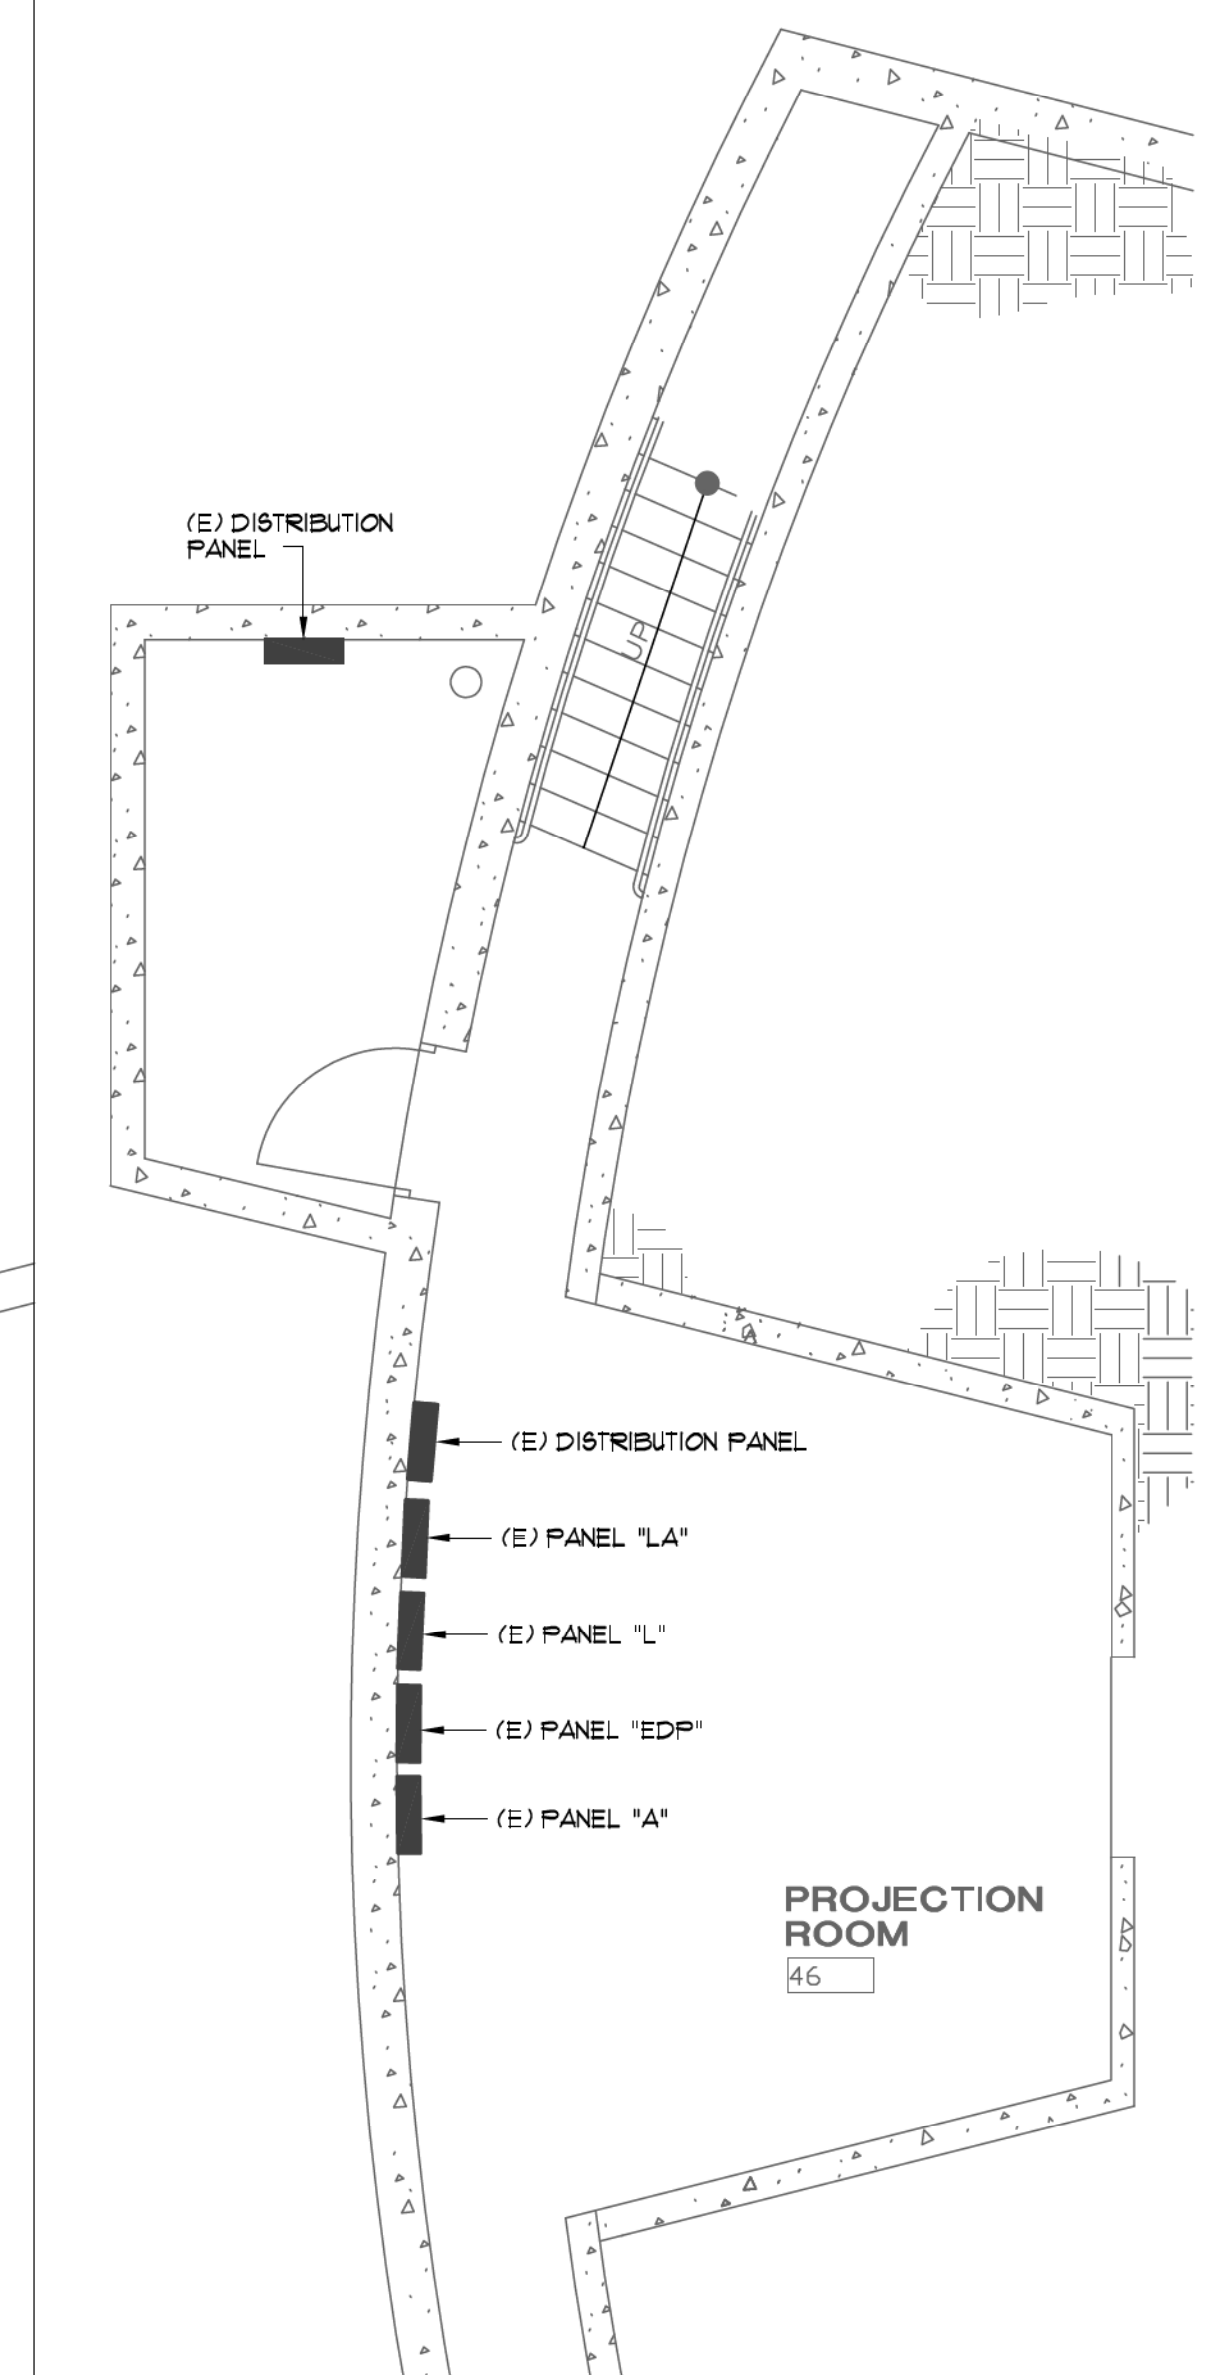 (E) DISTRIBUTION
PANEL
UP
(E) DISTRIBUTION PANEL
(E) PANEL "LA"
(E) PANEL "L"
(E) PANEL "EDP"
(E) PANEL "A"
PROJECTION
ROOM
46